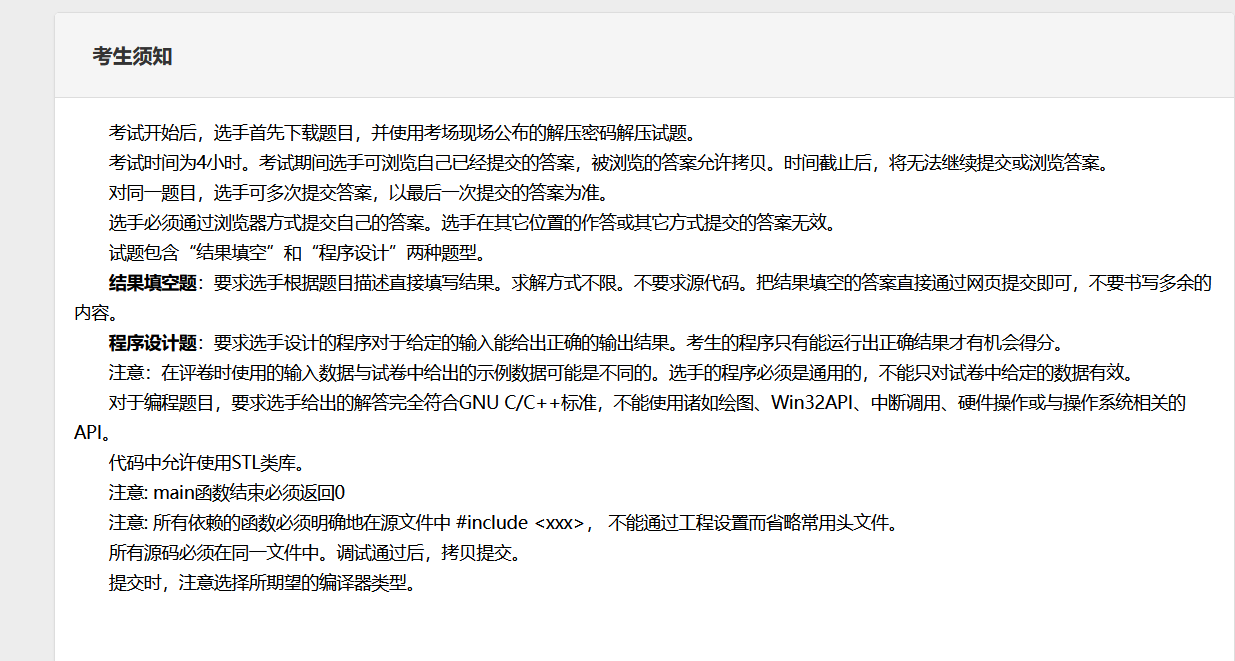 考生须知
考试开始后，选手首先下载题目，并使用考场现场公布的解压密码解压试题。
考试时间为4小时。考试期间选手可浏览自己已经提交的答案，被浏览的答案允许拷贝。时间截止后，将无法继续提交或浏览答案。
对同一题目，选手可多次提交答案，以最后一次提交的答案为准。
选手必须通过浏览器方式提交自己的答案。选手在其它位置的作答或其它方式提交的答案无效。
试题包含“结果填空”和“程序设计”两种题型。
结果填空题：要求选手根据题目描述直接填写结果。求解方式不限。不要求源代码。把结果填空的答案直接通过网页提交即可，不要书写多余的
内容。
程序设计题：要求选手设计的程序对于给定的输入能给出正确的输出结果。考生的程序只有能运行出正确结果才有机会得分。
注意：在评卷时使用的输入数据与试卷中给出的示例数据可能是不同的。选手的程序必须是通用的，不能只对试卷中给定的数据有效。
对于编程题目，要求选手给出的解答完全符合GNU C/C++标准，不能使用诸如绘图、Win32API、中断调用、硬件操作或与操作系统相关的
API。
代码中允许使用STL类库。
注意: main函数结束必须返回0
注意: 所有依赖的函数必须明确地在源文件中 #include <xxx>， 不能通过工程设置而省略常用头文件。
所有源码必须在同一文件中。调试通过后，拷贝提交。
提交时，注意选择所期望的编译器类型。